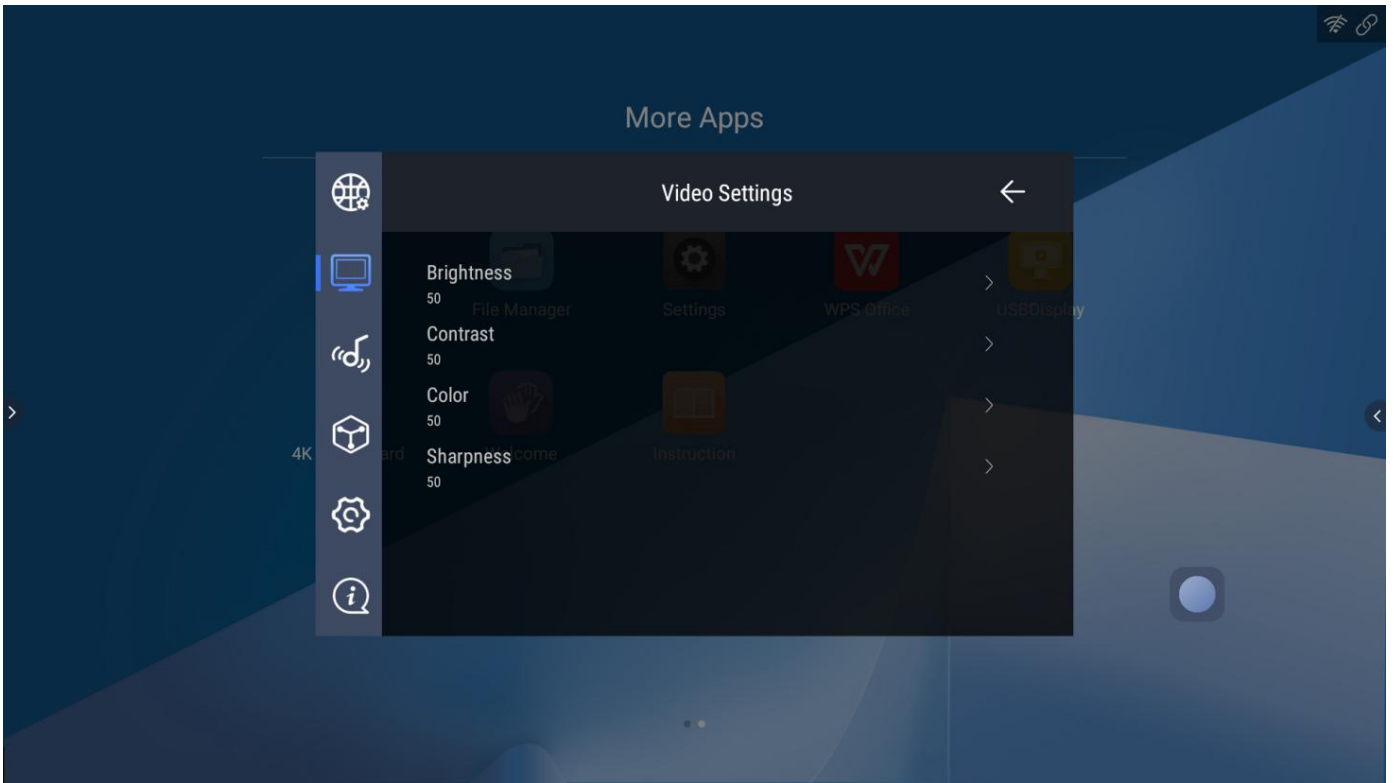 More Apps
Video Settings
Brightness
50
File Manager
Settings
WPS Office
USBDisplay
Contrast
50
Color
50
4K
Sharpness
Instruction
50